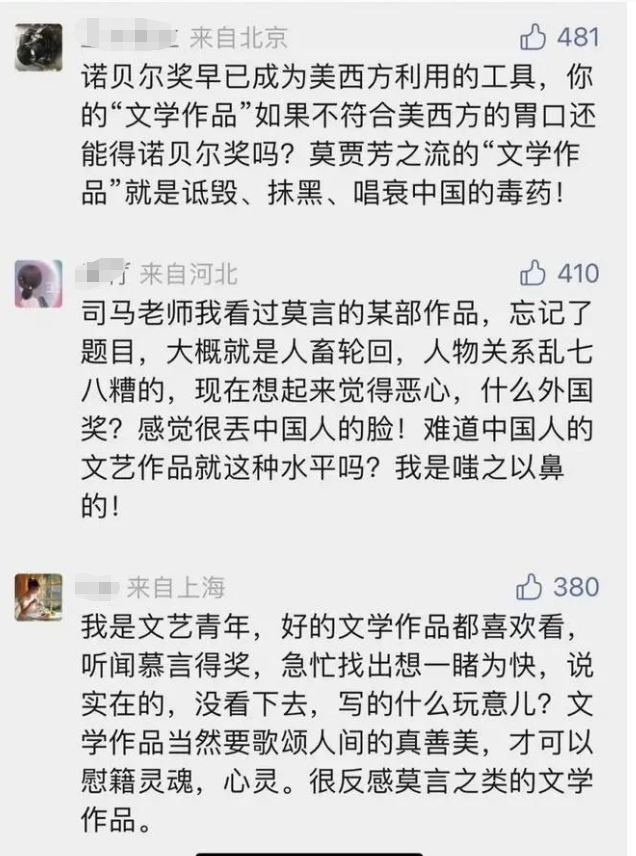 来自北京
481
诺贝尔奖早已成为美西方利用的工具，你
的“文学作品”如果不符合美西方的胃口还
能得诺贝尔奖吗？莫贾芳之流的“文学作
品”就是诋毁、抹黑、唱衰中国的毒药！
来自河北
410
司马老师我看过莫言的某部作品，忘记了
题目，大概就是人畜轮回，人物关系乱七
八糟的，现在想起来觉得恶心，什么外国
奖？感觉很丢中国人的脸！难道中国人的
文艺作品就这种水平吗？我是嗤之以鼻
的！
来自上海
380
我是文艺青年，好的文学作品都喜欢看，
听闻慕言得奖，急忙找出想一睹为快，说
实在的，没看下去，写的什么玩意儿？文
学作品当然要歌颂人间的真善美，才可以
慰籍灵魂，心灵。很反感莫言之类的文学
作品。